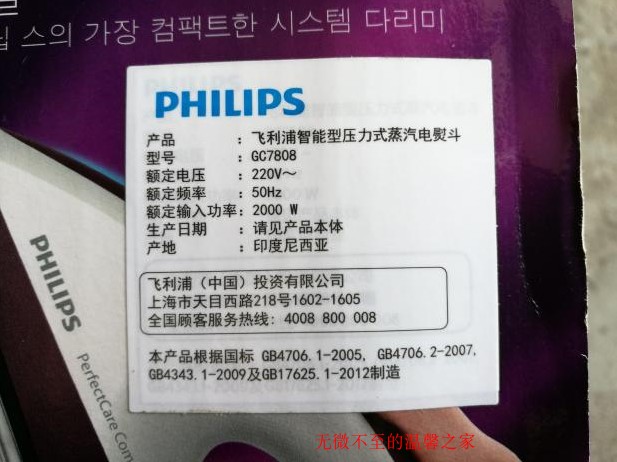 스의 가장 컴팩트한 시스템 다리미
PHILIPS
产品 : 飞利浦智能型压力式蒸汽电熨斗
型号 : GC7808
额定电压 : 220V～
额定频率 : 50Hz
额定输入功率: 2000 W
生产日期 : 请见产品本体
产地 : 印度尼西亚
飞利浦（中国）投资有限公司
上海市天目西路218号1602-1605
全国顾客服务热线: 4008 800 008
本产品根据国标 GB4706.1-2005, GB4706.2-2007,
GB4343.1-2009及GB17625.1-2012制造
PHILIPS
PerfectCare Com
无微不至的温馨之家